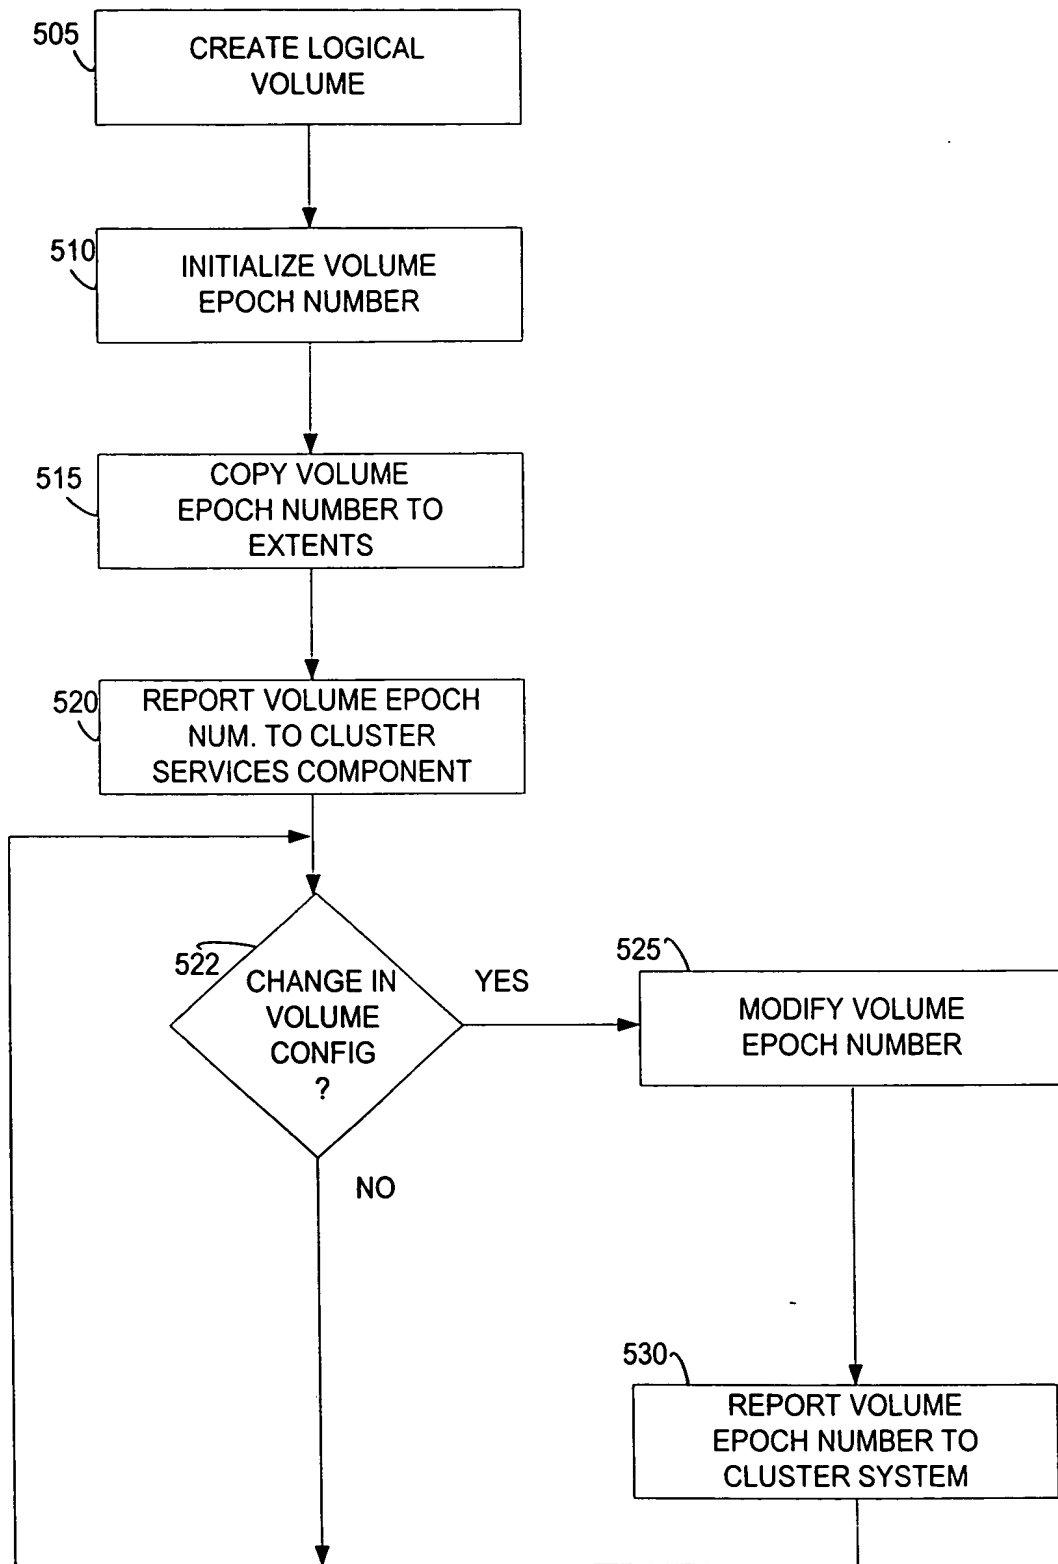 505
CREATE LOGICAL
VOLUME
510
INITIALIZE VOLUME
EPOCH NUMBER
515
COPY VOLUME
EPOCH NUMBER TO
EXTENTS
520
REPORT VOLUME EPOCH
NUM. TO CLUSTER
SERVICES COMPONENT
522
CHANGE IN
VOLUME
CONFIG
?
YES
NO
525
MODIFY VOLUME
EPOCH NUMBER
530
REPORT VOLUME
EPOCH NUMBER TO
CLUSTER SYSTEM